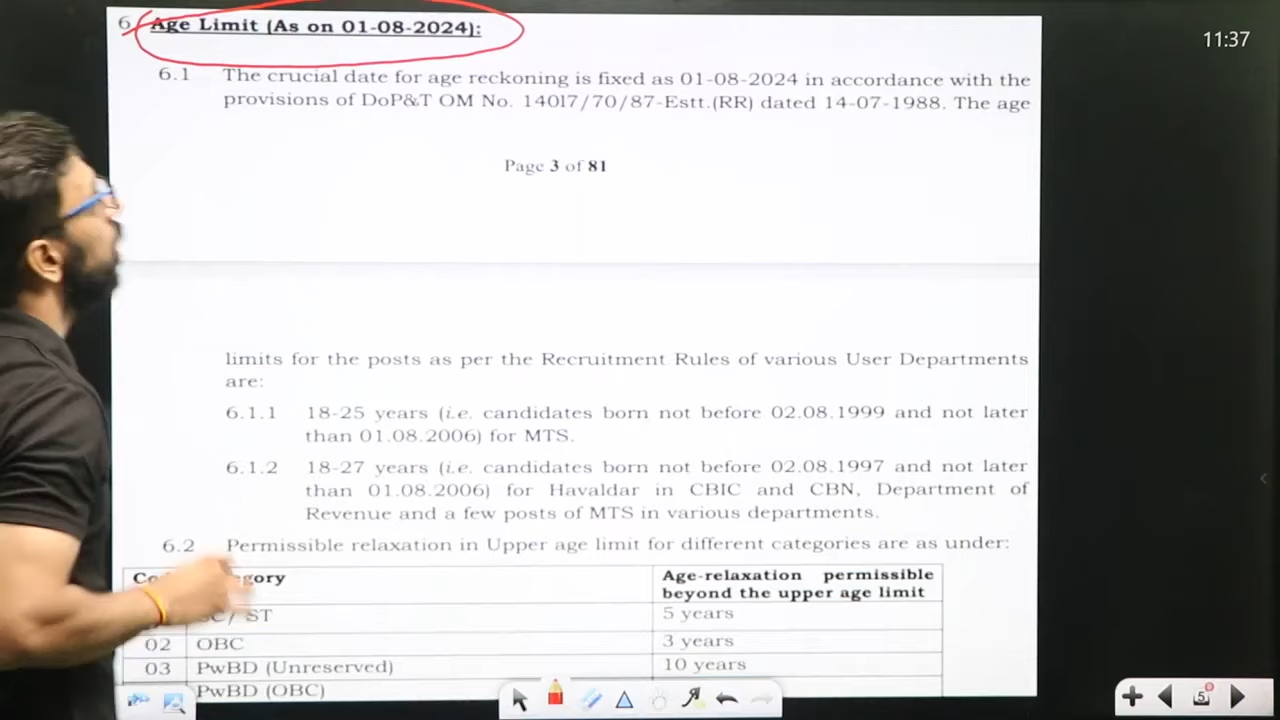 6. Age Limit (As on 01-08-2024):
11:37
6.1 The crucial date for age reckoning is fixed as 01-08-2024 in accordance with the
provisions of DoP&T OM No. 14017/70/87-Estt.(RR) dated 14-07-1988. The age
Page 3 of 81
limits for the posts as per the Recruitment Rules of various User Departments
are:
6.1.1 18-25 years (i.e. candidates born not before 02.08.1999 and not later
than 01.08.2006) for MTS.
6.1.2 18-27 years (i.e. candidates born not before 02.08.1997 and not later
than 01.08.2006) for Havaldar in CBIC and CBN, Department of
Revenue and a few posts of MTS in various departments.
6.2 Permissible relaxation in Upper age limit for different categories are as under:
Age-relaxation permissible
beyond the upper age limit
SC/ ST 5 years
02 OBC 3 years
03 PwBD (Unreserved) 10 years
PwBD (OBC)
5